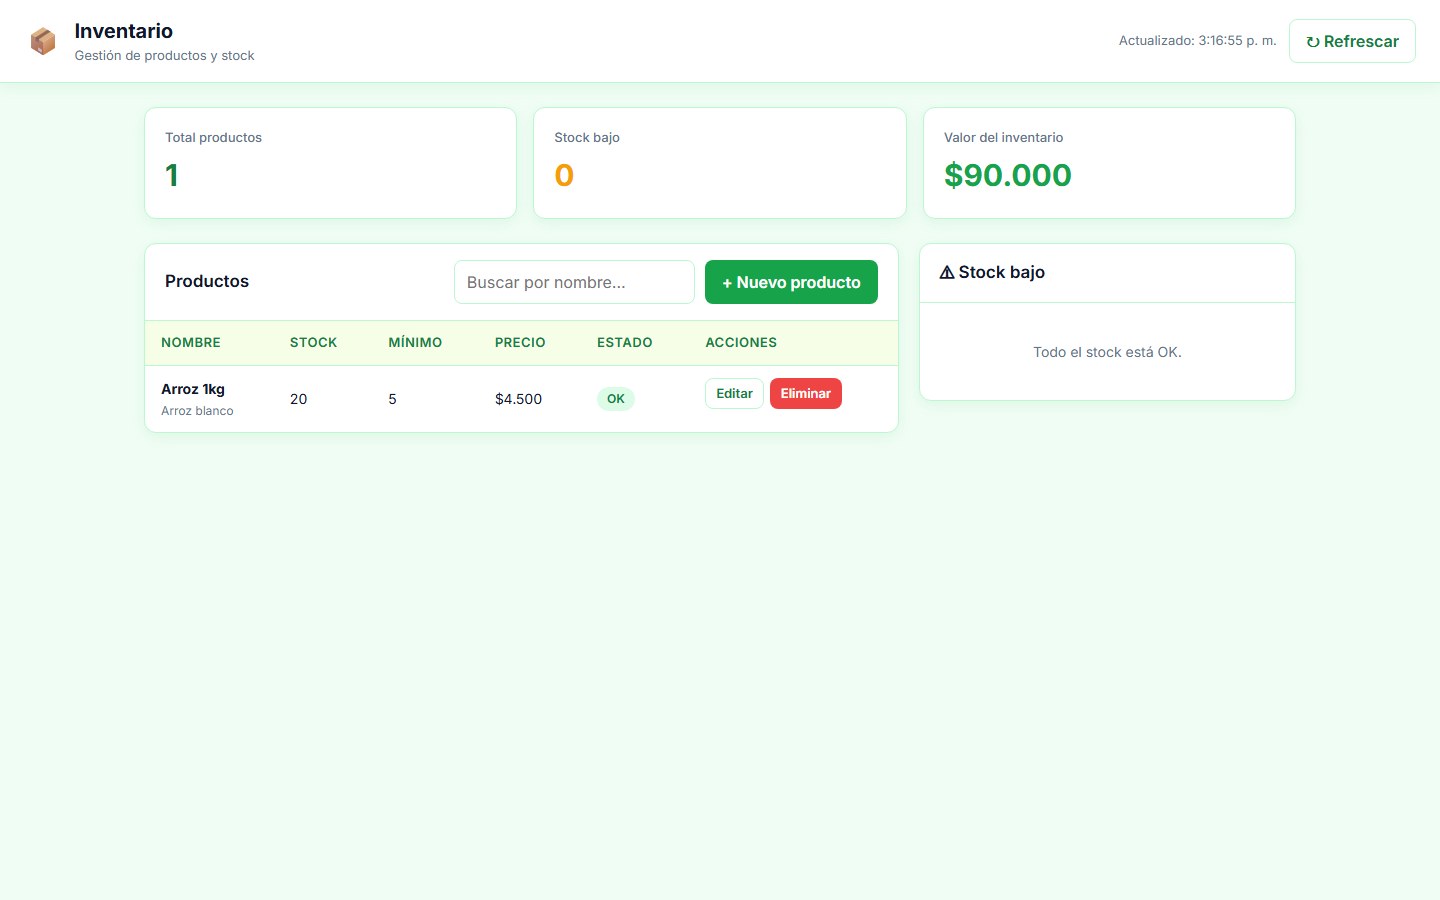 Inventario
Gestión de productos y stock
Actualizado: 3:16:55 p. m.
↻ Refrescar
Total productos
1
Stock bajo
0
Valor del inventario
$90.000
Productos
Buscar por nombre...
+ Nuevo producto
NOMBRE STOCK MÍNIMO PRECIO ESTADO ACCIONES
Arroz 1kg
Arroz blanco
20 5 $4.500 OK Editar Eliminar
⚠ Stock bajo
Todo el stock está OK.